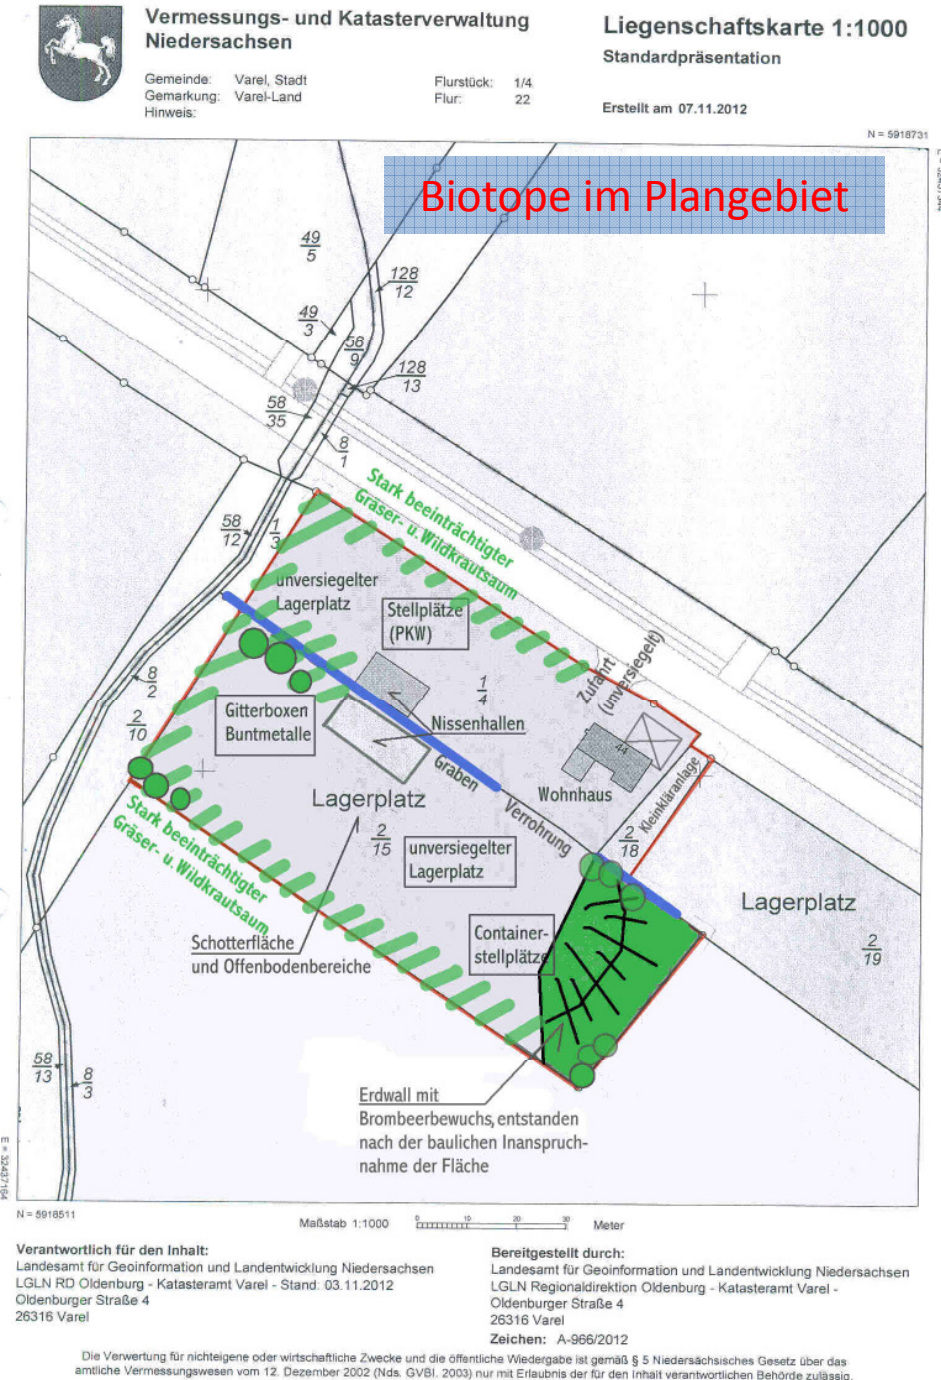 Vermessungs- und Katasterverwaltung
Niedersachsen
Liegenschaftskarte 1:1000
Standardpräsentation
Gemeinde: Varel, Stadt
Gemarkung: Varel-Land
Hinweis:
Flurstück: 1/4
Flur: 22
Erstellt am 07.11.2012
N = 5918731
Biotope im Plangebiet
49
5
128
12
49
3
58
9
128
13
58
35
8
1
Stark beeinträchtigter
Gräser- u. Wildkrautsaum
58
12
1
3
unversiegelter
Lagerplatz
Stellplätze
(PKW)
Zufahrt
(unversiegelt)
8
2
1
4
2
10
Gitterboxen
Buntmetalle
Nissenhallen
44
Graben
Wohnhaus
Kleinkläranlage
Lagerplatz
Verrohrung
2
18
2
15
Stark beeinträchtigter
Gräser- u. Wildkrautsaum
unversiegelter
Lagerplatz
Lagerplatz
2
19
Schotterfläche
und Offenbodenbereiche
Container-
stellplätze
58
13
8
3
Erdwall mit
Brombeerbewuchs, entstanden
nach der baulichen Inanspruch-
nahme der Fläche
E = 32437164
N = 5918511
Maßstab 1:1000
0 10 20 30
Meter
Verantwortlich für den Inhalt:
Landesamt für Geoinformation und Landentwicklung Niedersachsen
LGLN RD Oldenburg - Katasteramt Varel - Stand: 03.11.2012
Oldenburger Straße 4
26316 Varel
Bereitgestellt durch:
Landesamt für Geoinformation und Landentwicklung Niedersachsen
LGLN Regionaldirektion Oldenburg - Katasteramt Varel -
Oldenburger Straße 4
26316 Varel
Zeichen: A-966/2012
Die Verwertung für nichteigene oder wirtschaftliche Zwecke und die öffentliche Wiedergabe ist gemäß § 5 Niedersächsisches Gesetz über das
amtliche Vermessungswesen vom 12. Dezember 2002 (Nds. GVBl. 2003) nur mit Erlaubnis der für den Inhalt verantwortlichen Behörde zulässig.